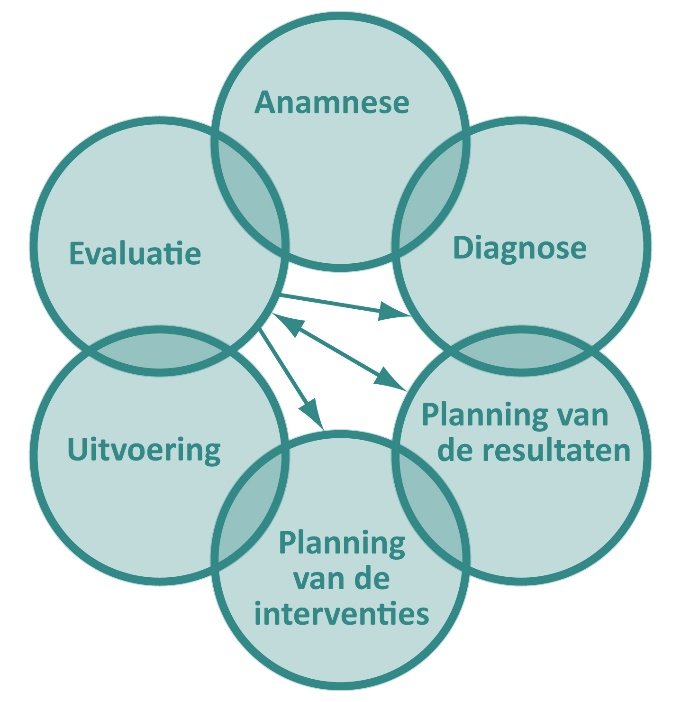 Anamnese
Diagnose
Planning van
de resultaten
Planning
van de
interventies
Uitvoering
Evaluatie